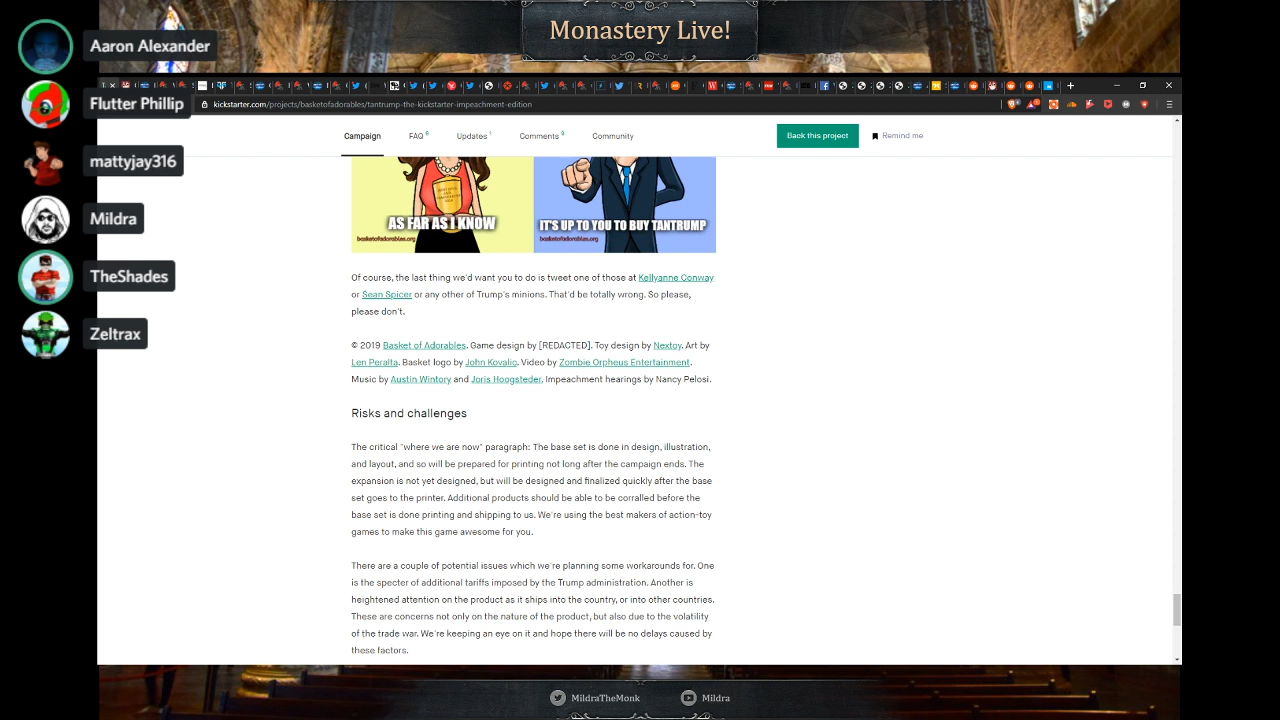 Monastery Live!
Aaron Alexander
Flutter Phillip
mattyjay316
Mildra
TheShades
Zeltrax
kickstarter.com/projects/basketofadorables/tantrump-the-kickstarter-impeachment-edition
Campaign FAQ 6 Updates 1 Comments 9 Community Back this project Remind me
AS FAR AS I KNOW IT'S UP TO YOU TO BUY TANTRUMP
basketofadorables.org basketofadorables.org
Of course, the last thing we'd want you to do is tweet one of those at Kellyanne Conway
or Sean Spicer or any other of Trump's minions. That'd be totally wrong. So please,
please don't.
© 2019 Basket of Adorables. Game design by [REDACTED]. Toy design by Nextoy. Art by
Len Peralta. Basket logo by John Kovalic. Video by Zombie Orpheus Entertainment.
Music by Austin Wintory and Joris Hoogsteder. Impeachment hearings by Nancy Pelosi.
Risks and challenges
The critical "where we are now" paragraph: The base set is done in design, illustration,
and layout, and so will be prepared for printing not long after the campaign ends. The
expansion is not yet designed, but will be designed and finalized quickly after the base
set goes to the printer. Additional products should be able to be corralled before the
base set is done printing and shipping to us. We're using the best makers of action-toy
games to make this game awesome for you.
There are a couple of potential issues which we're planning some workarounds for. One
is the specter of additional tariffs imposed by the Trump administration. Another is
heightened attention on the product as it ships into the country, or into other countries.
These are concerns not only on the nature of the product, but also due to the volatility
of the trade war. We're keeping an eye on it and hope there will be no delays caused by
these factors.
MildraTheMonk Mildra